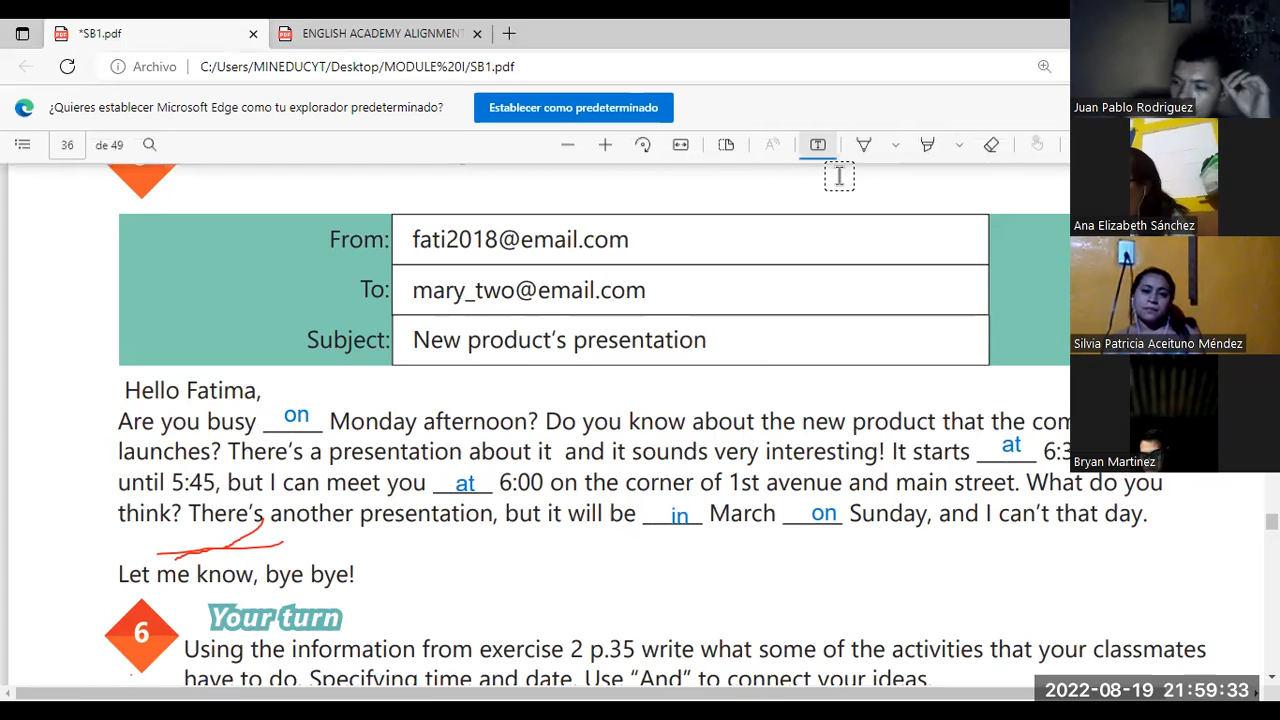 *SB1.pdf
ENGLISH ACADEMY ALIGNMENT
Archivo
C:/Users/MINEDUCYT/Desktop/MODULE%20I/SB1.pdf
¿Quieres establecer Microsoft Edge como tu explorador predeterminado?
Establecer como predeterminado
36 de 49
From: fati2018@email.com
To: mary_two@email.com
Subject: New product's presentation
Hello Fatima,
Are you busy on Monday afternoon? Do you know about the new product that the com
launches? There's a presentation about it and it sounds very interesting! It starts at 6:3
until 5:45, but I can meet you at 6:00 on the corner of 1st avenue and main street. What do you
think? There's another presentation, but it will be in March on Sunday, and I can't that day.
Let me know, bye bye!
6
Your turn
Using the information from exercise 2 p.35 write what some of the activities that your classmates
have to do. Specifying time and date. Use "And" to connect your ideas.
Juan Pablo Rodriguez
Ana Elizabeth Sánchez
Silvia Patricia Aceituno Méndez
Bryan Martinez
2022-08-19 21:59:33